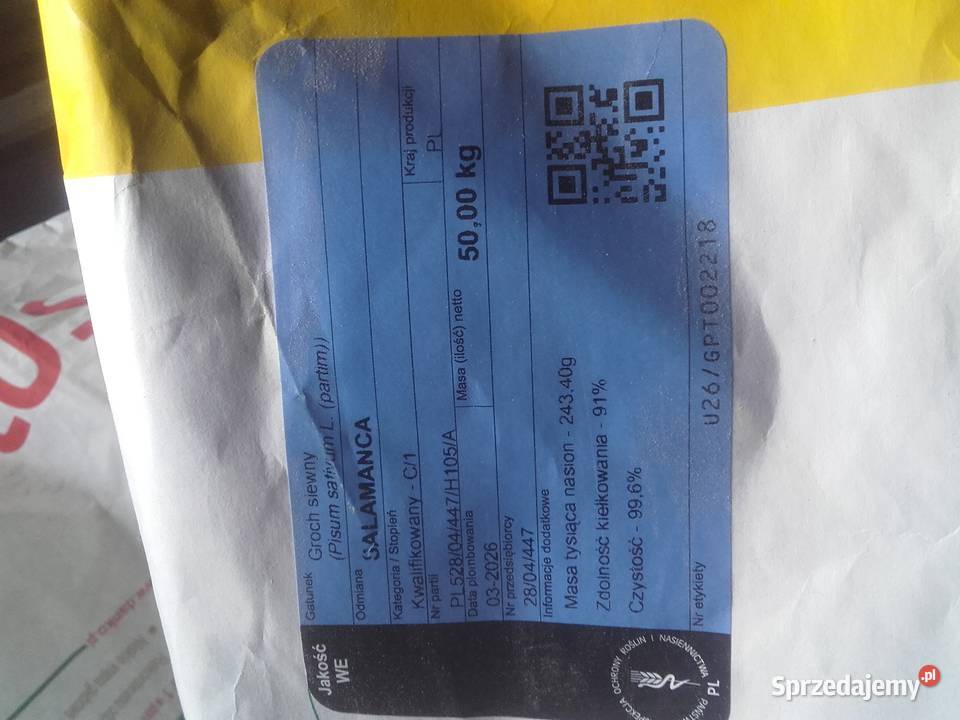 Jakość
WE
Gatunek Groch siewny
(Pisum sativum L. (partim))
Odmiana
SALAMANCA
Kategoria / Stopień
Kwalifikowany - C/1
Kraj produkcji
PL
Nr partii
PL528/04/447/H105/A
Masa (ilość) netto 50,00 kg
Data plombowania
03-2026
Nr przedsiębiorcy
28/04/447
Informacje dodatkowe
Masa tysiąca nasion - 243,40g
Zdolność kiełkowania - 91%
Czystość - 99,6%
Nr etykiety
U26/GPT002218
OCHRONY ROŚLIN I NASIENNICTWA
PL
Sprzedajemy.pl